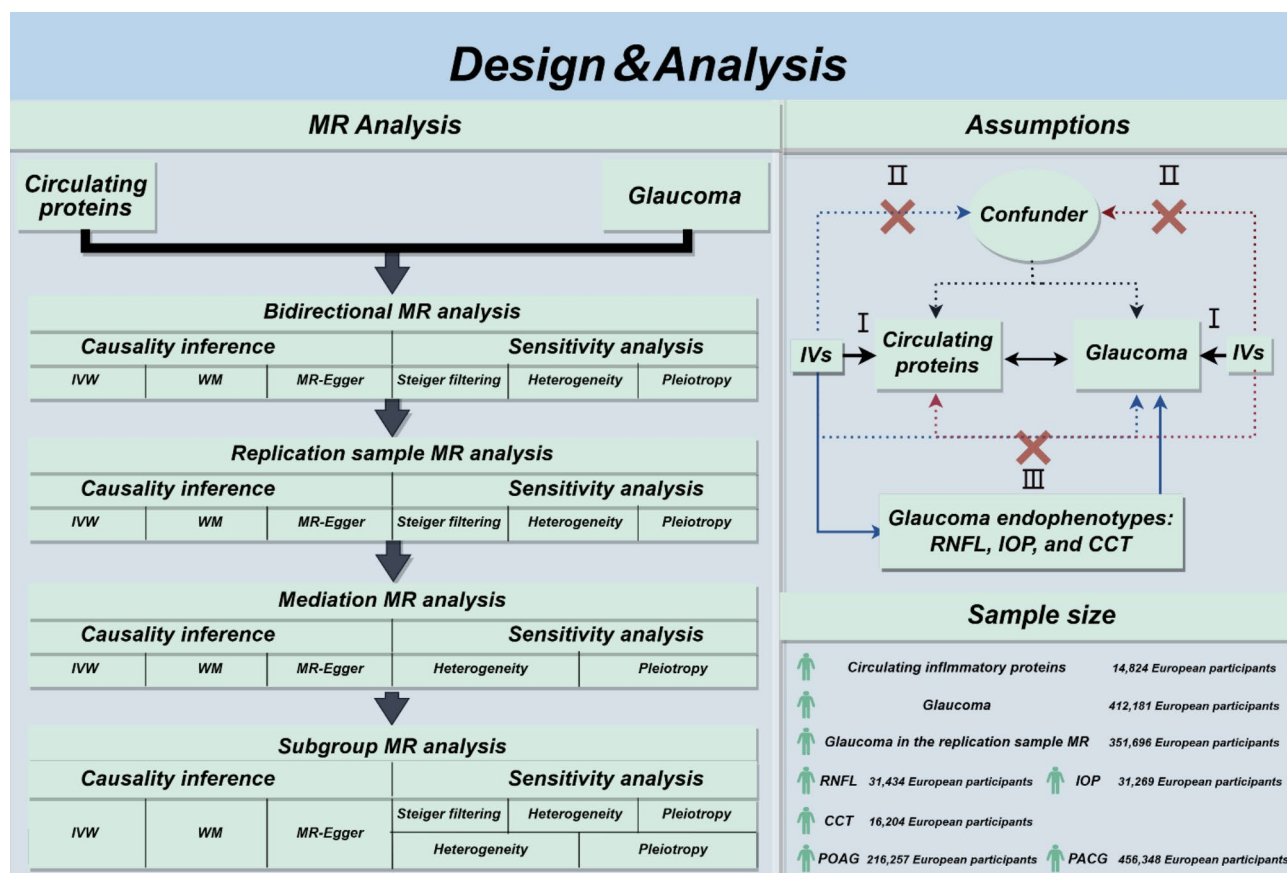 Design &Analysis
MR Analysis
Circulating
proteins
Glaucoma
Bidirectional MR analysis
Causality inference Sensitivity analysis
IVW WM MR-Egger Steiger filtering Heterogeneity Pleiotropy
Replication sample MR analysis
Causality inference Sensitivity analysis
IVW WM MR-Egger Steiger filtering Heterogeneity Pleiotropy
Mediation MR analysis
Causality inference Sensitivity analysis
IVW WM MR-Egger Heterogeneity Pleiotropy
Subgroup MR analysis
Causality inference Sensitivity analysis
IVW WM MR-Egger Steiger filtering Heterogeneity Pleiotropy
Heterogeneity Pleiotropy
Assumptions
II II
Confunder
I I
IVs Circulating
proteins Glaucoma IVs
III
Glaucoma endophenotypes:
RNFL, IOP, and CCT
Sample size
Circulating inflmmatory proteins 14,824 European participants
Glaucoma 412,181 European participants
Glaucoma in the replication sample MR 351,696 European participants
RNFL 31,434 European participants IOP 31,269 European participants
CCT 16,204 European participants
POAG 216,257 European participants PACG 456,348 European participants